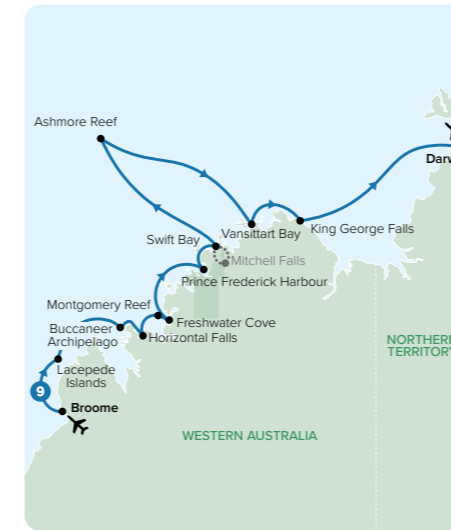 Ashmore Reef
Darw
Vansittart Bay
King George Falls
Swift Bay
Mitchell Falls
Prince Frederick Harbour
Montgomery Reef
Freshwater Cove
Buccaneer
Archipelago
Horizontal Falls
NORTHERN
TERRITORY
Lacepede
Islands
9
Broome
WESTERN AUSTRALIA